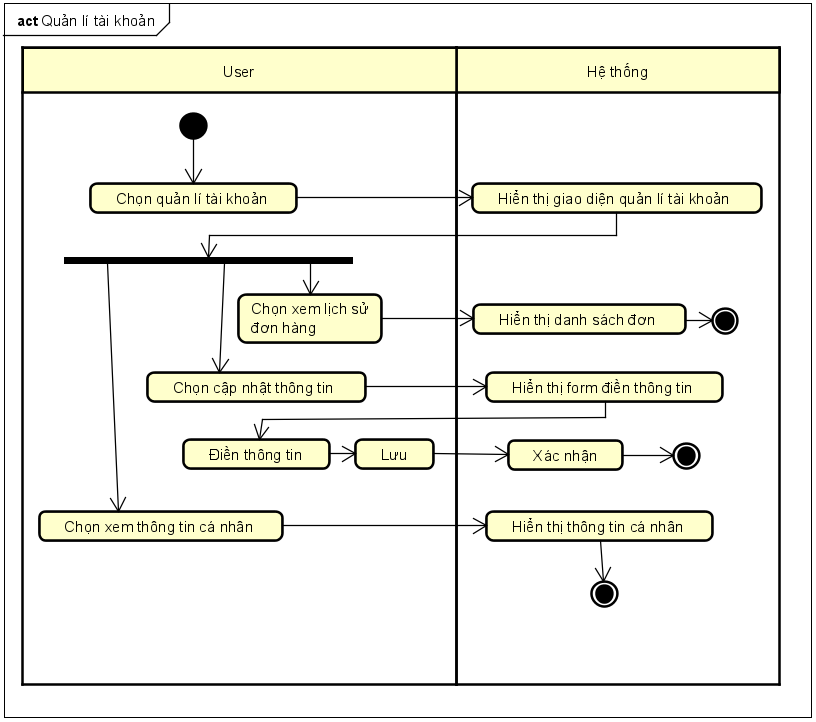 act Quản lí tài khoản
User
Hệ thống
Chọn quản lí tài khoản
Hiển thị giao diện quản lí tài khoản
Chọn xem lịch sử
đơn hàng
Hiển thị danh sách đơn
Chọn cập nhật thông tin
Hiển thị form điền thông tin
Điền thông tin
Lưu
Xác nhận
Chọn xem thông tin cá nhân
Hiển thị thông tin cá nhân